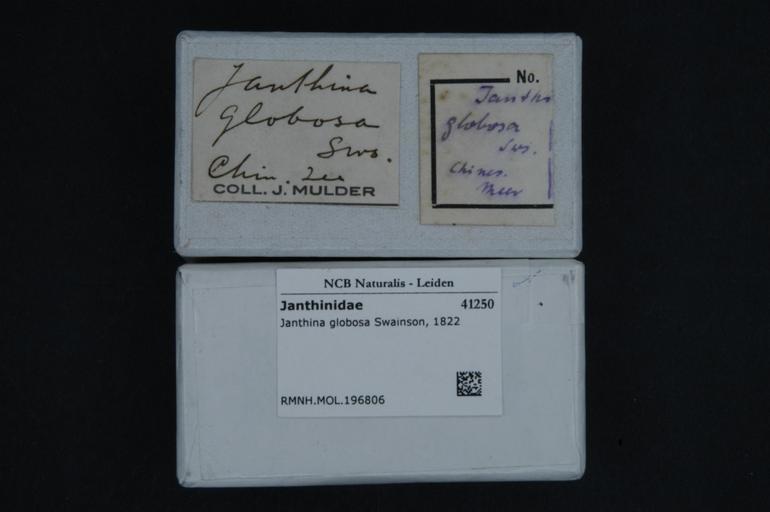 Janthina
globosa
Sws.
Chin. Zee
COLL. J. MULDER
No.
Janthi
globosa
Sws.
Chines.
Meer
NCB Naturalis - Leiden
Janthinidae 41250
Janthina globosa Swainson, 1822
RMNH.MOL.196806